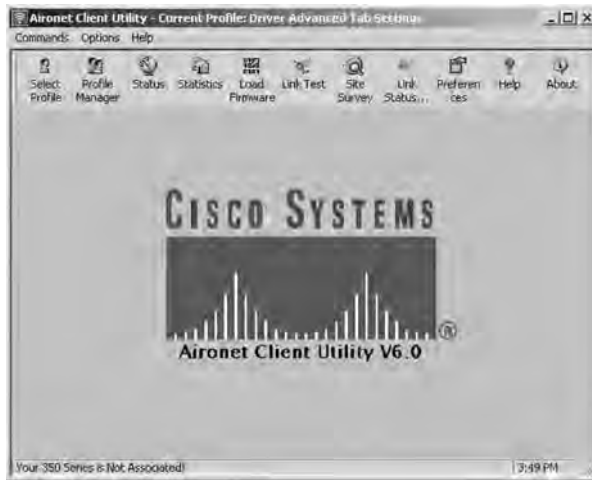 Aironet Client Utility - Current Profile: Driver Advanced Tab Settings
Commands Options Help
Select Profile
Profile Manager
Status
Statistics
Load Firmware
Link Test
Site Survey
Link Status...
Preferen ces
Help
About
CISCO SYSTEMS
®
Aironet Client Utility V6.0
Your 350 Series is Not Associated!
3:49 PM